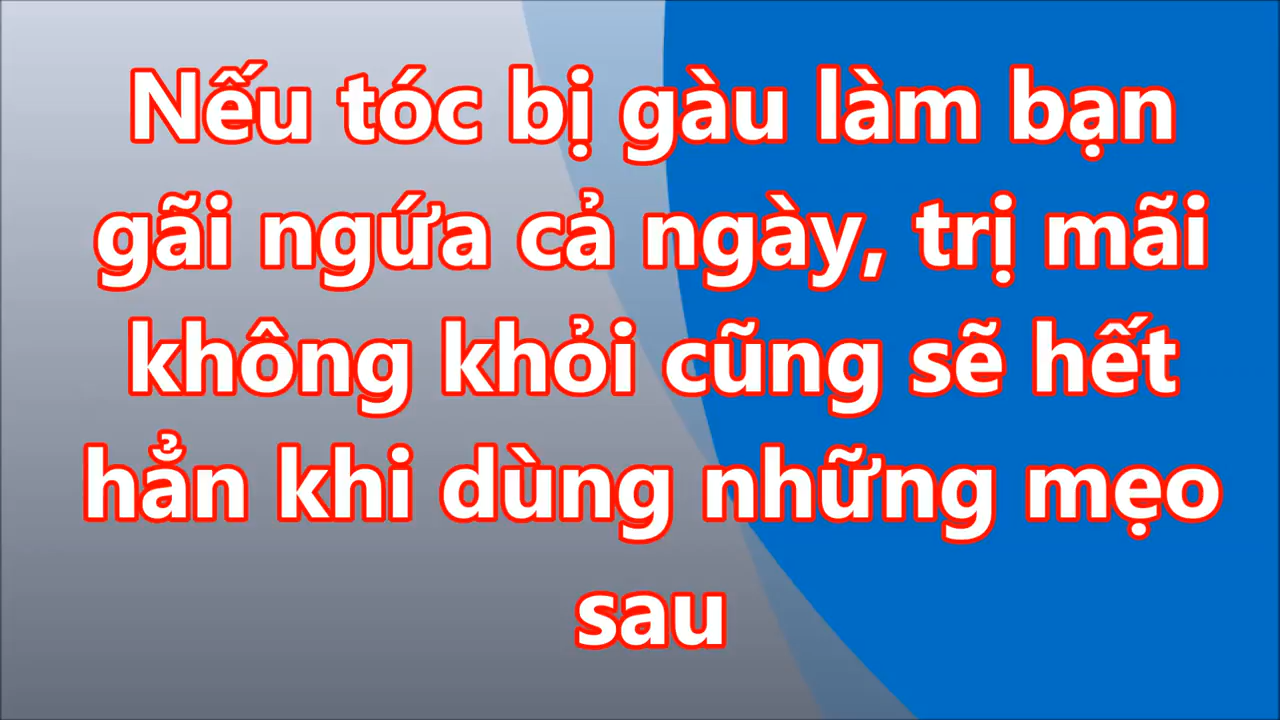 Nếu tóc bị gàu làm bạn
gãi ngứa cả ngày, trị mãi
không khỏi cũng sẽ hết
hẳn khi dùng những mẹo
sau